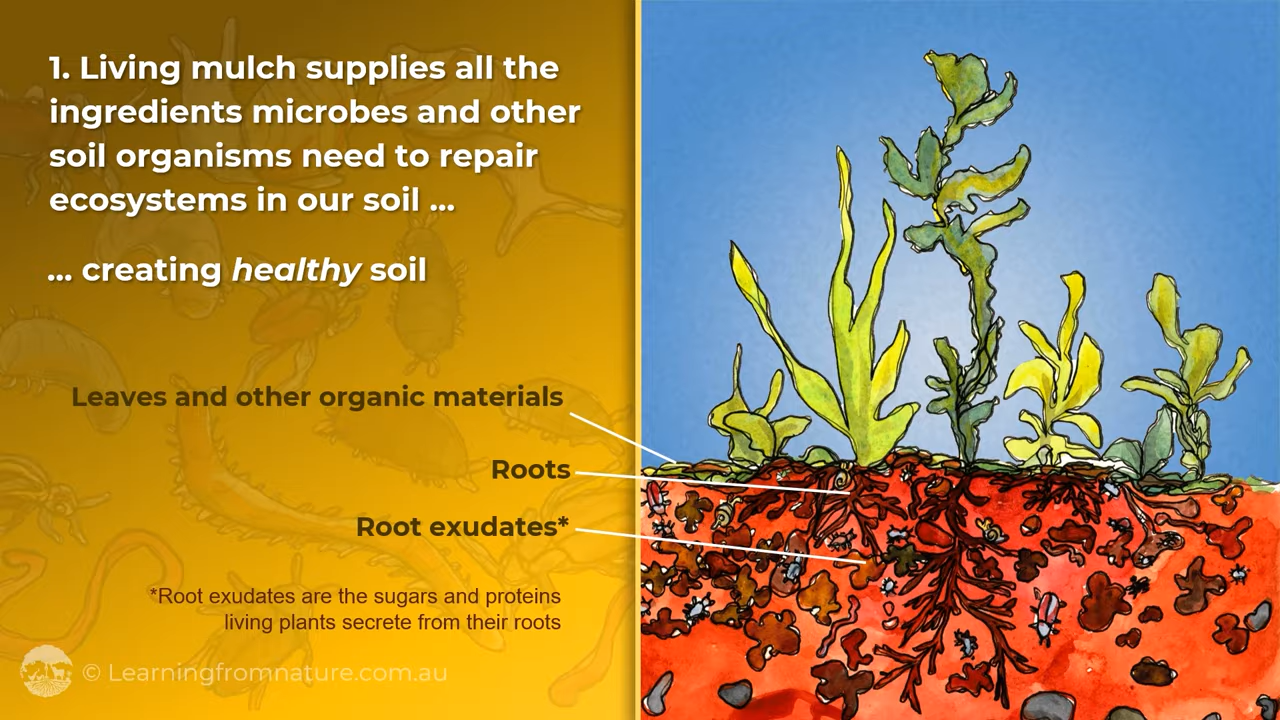 1. Living mulch supplies all the
ingredients microbes and other
soil organisms need to repair
ecosystems in our soil ...
... creating healthy soil
Leaves and other organic materials
Roots
Root exudates*
*Root exudates are the sugars and proteins
living plants secrete from their roots
© Learningfromnature.com.au